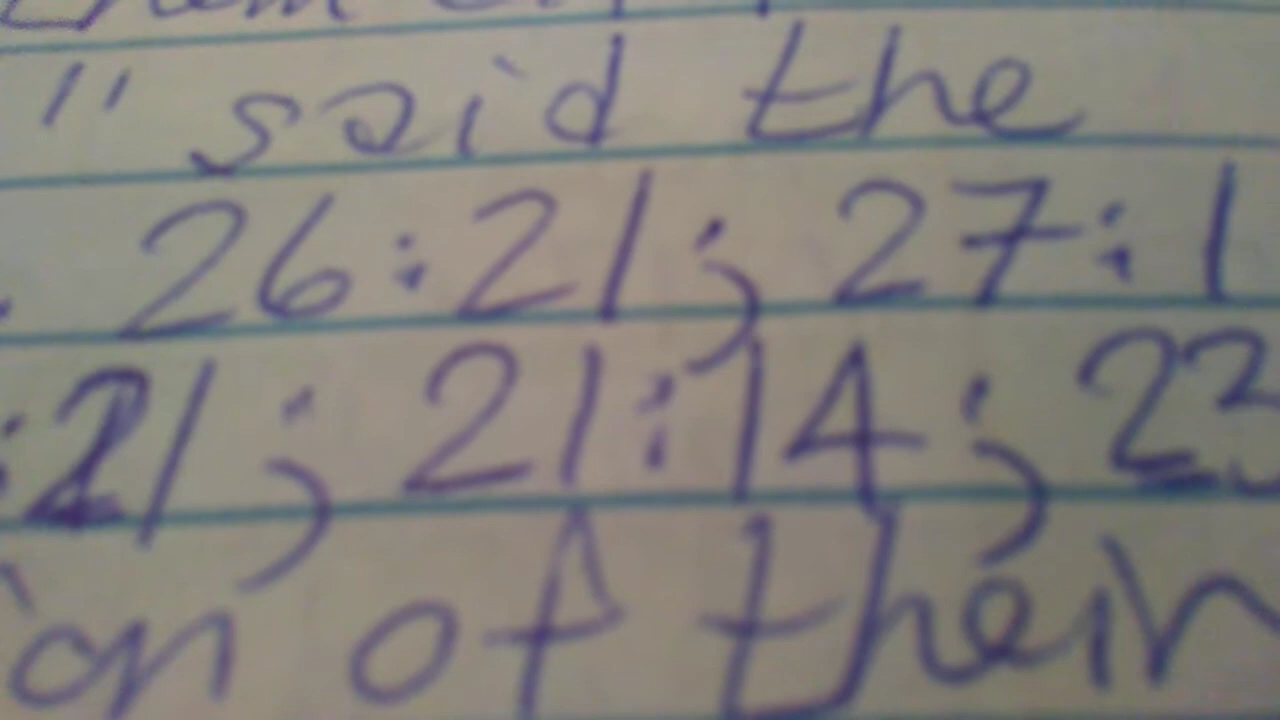 " said the
26:21; 27:1
:21; 21:14; 23
on of their